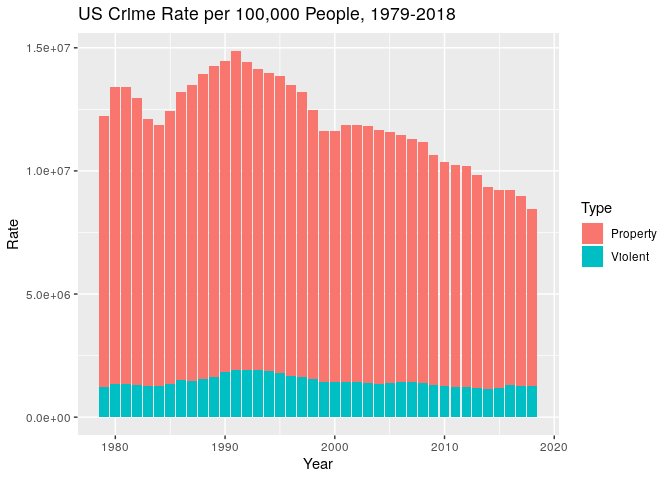 US Crime Rate per 100,000 People, 1979-2018
1.5e+07
1.0e+07
5.0e+06
0.0e+00
Rate
1980
1990
2000
2010
2020
Year
Type
Property
Violent